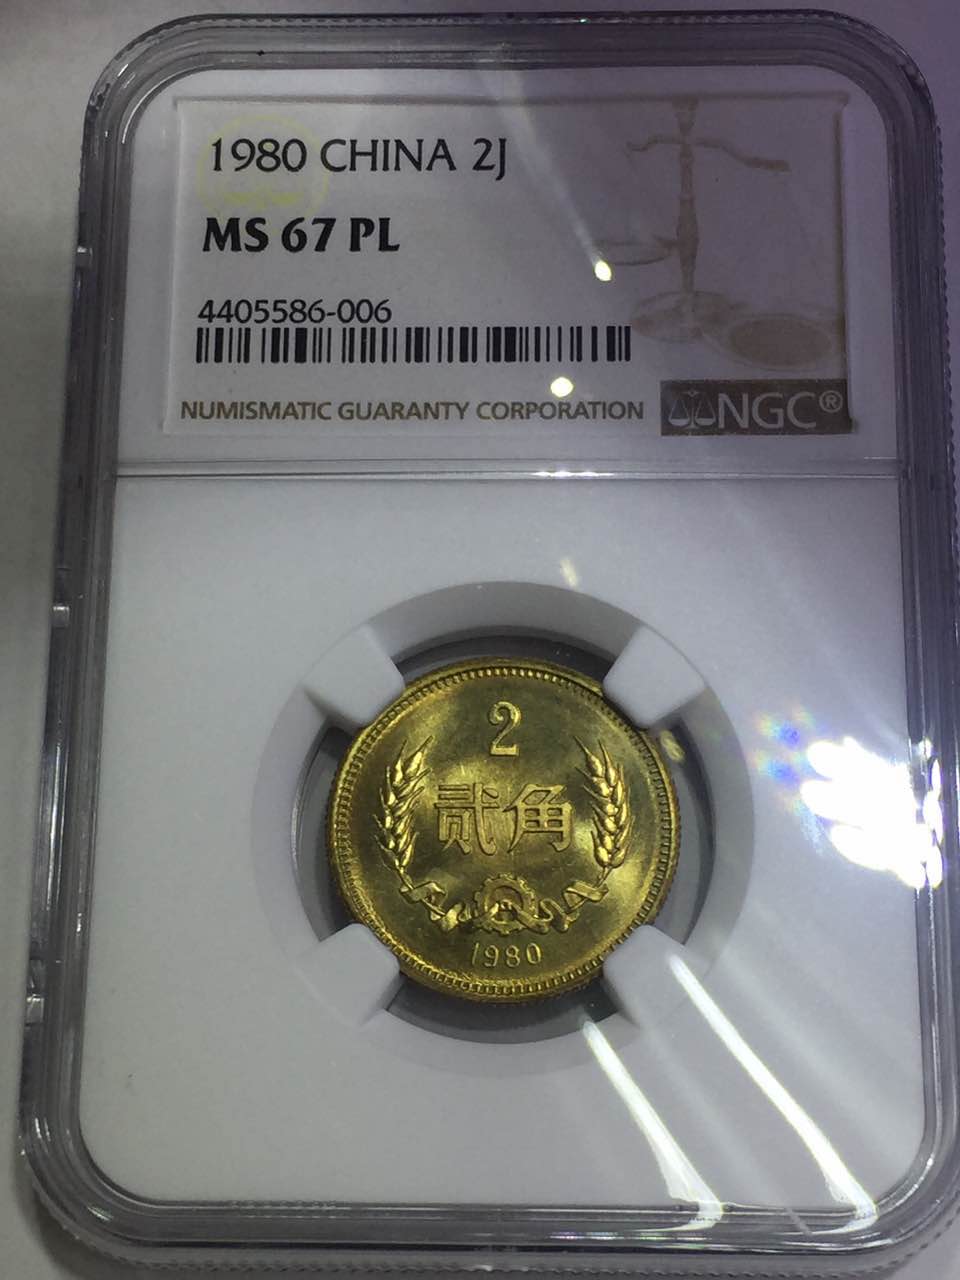 1980 CHINA 2J
MS 67 PL
4405586-006
NUMISMATIC GUARANTY CORPORATION
NGC®
2
贰角
1980